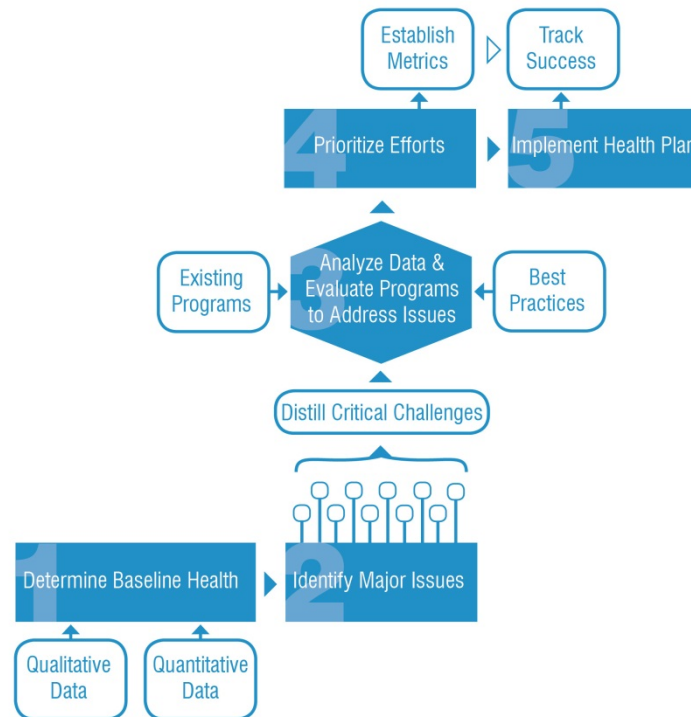 Establish
Metrics
Track
Success
4
Prioritize Efforts
5
Implement Health Plan
Existing
Programs
3
Analyze Data &
Evaluate Programs
to Address Issues
Best
Practices
Distill Critical Challenges
1
Determine Baseline Health
2
Identify Major Issues
Qualitative
Data
Quantitative
Data